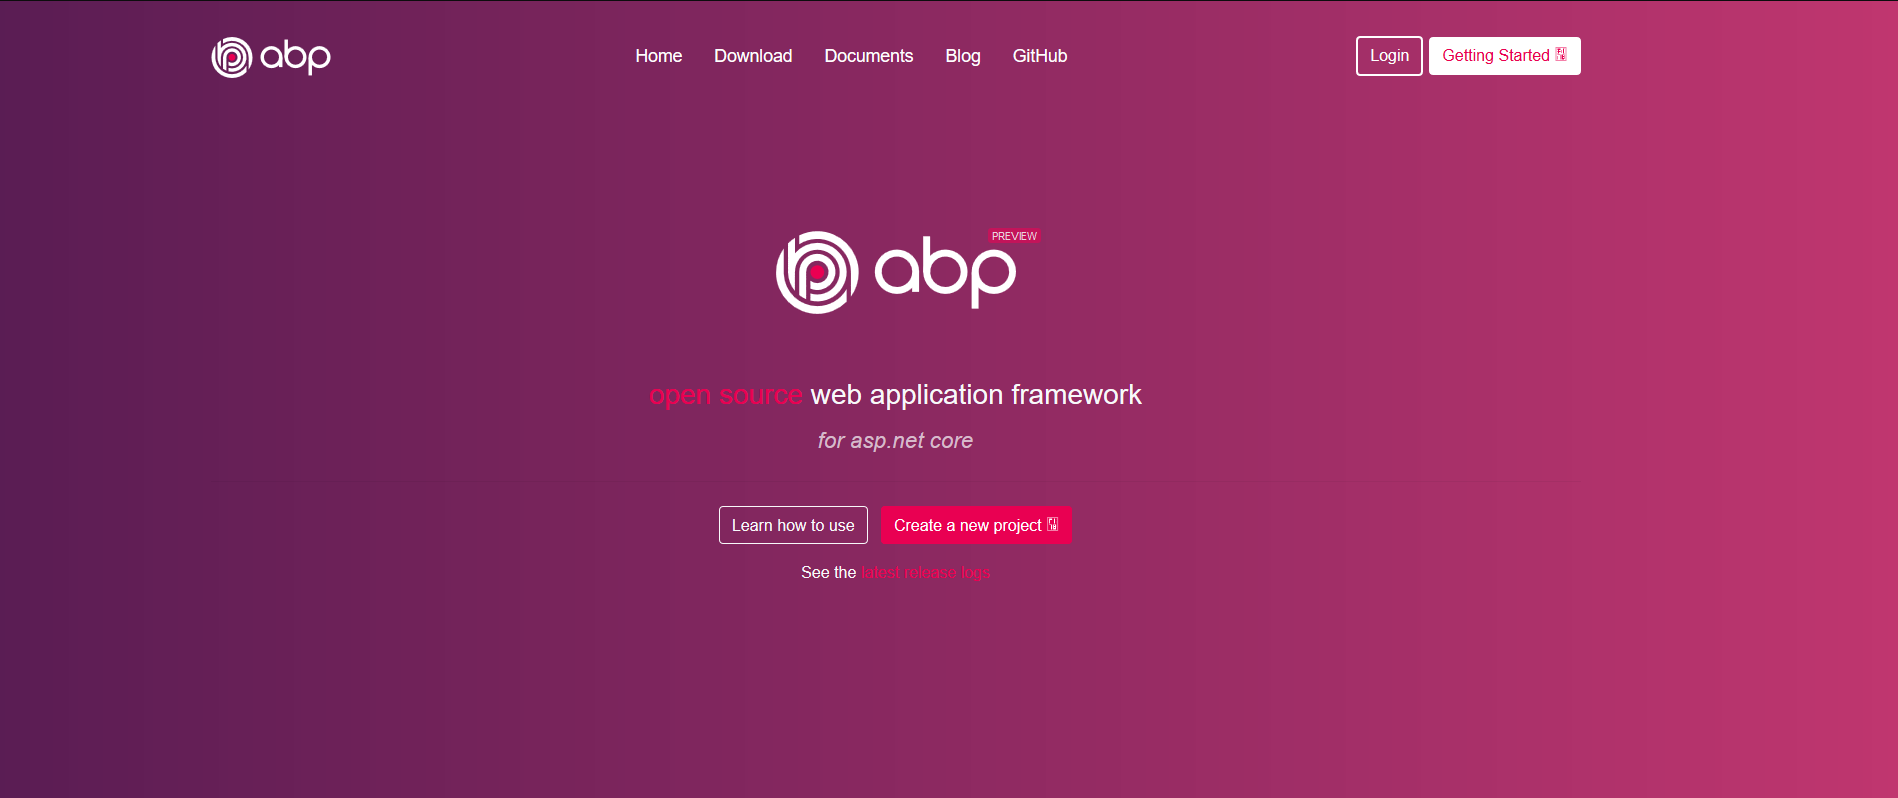 abp
Home Download Documents Blog GitHub
Login Getting Started
abp PREVIEW
open source web application framework
for asp.net core
Learn how to use Create a new project
See the latest release logs